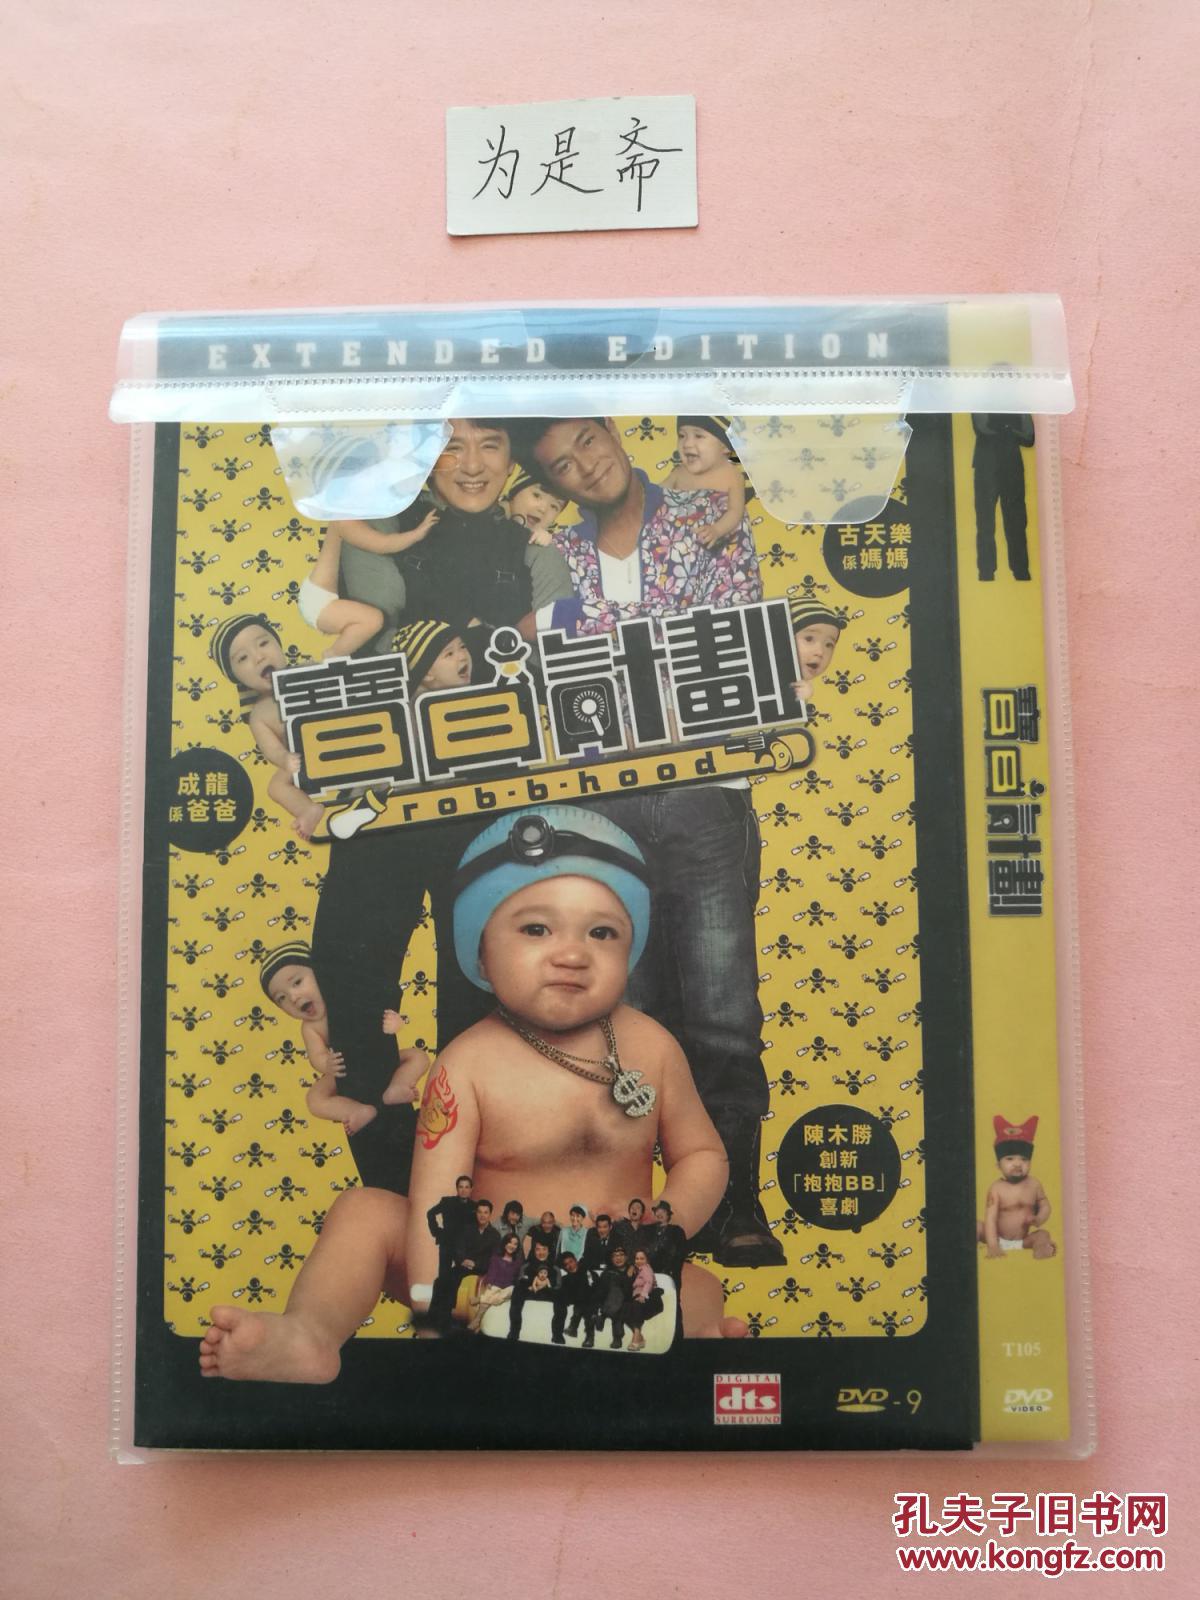 为是斋
EXTENDED EDITION
古天樂
係媽媽
寶貝計劃
rob-b-hood
成龍
係爸爸
寶貝計劃
陳木勝
創新
「抱抱BB」
喜劇
T105
DIGITAL
dts
SURROUND
DVD-9
DVD
VIDEO
孔夫子旧书网
www.kongfz.com